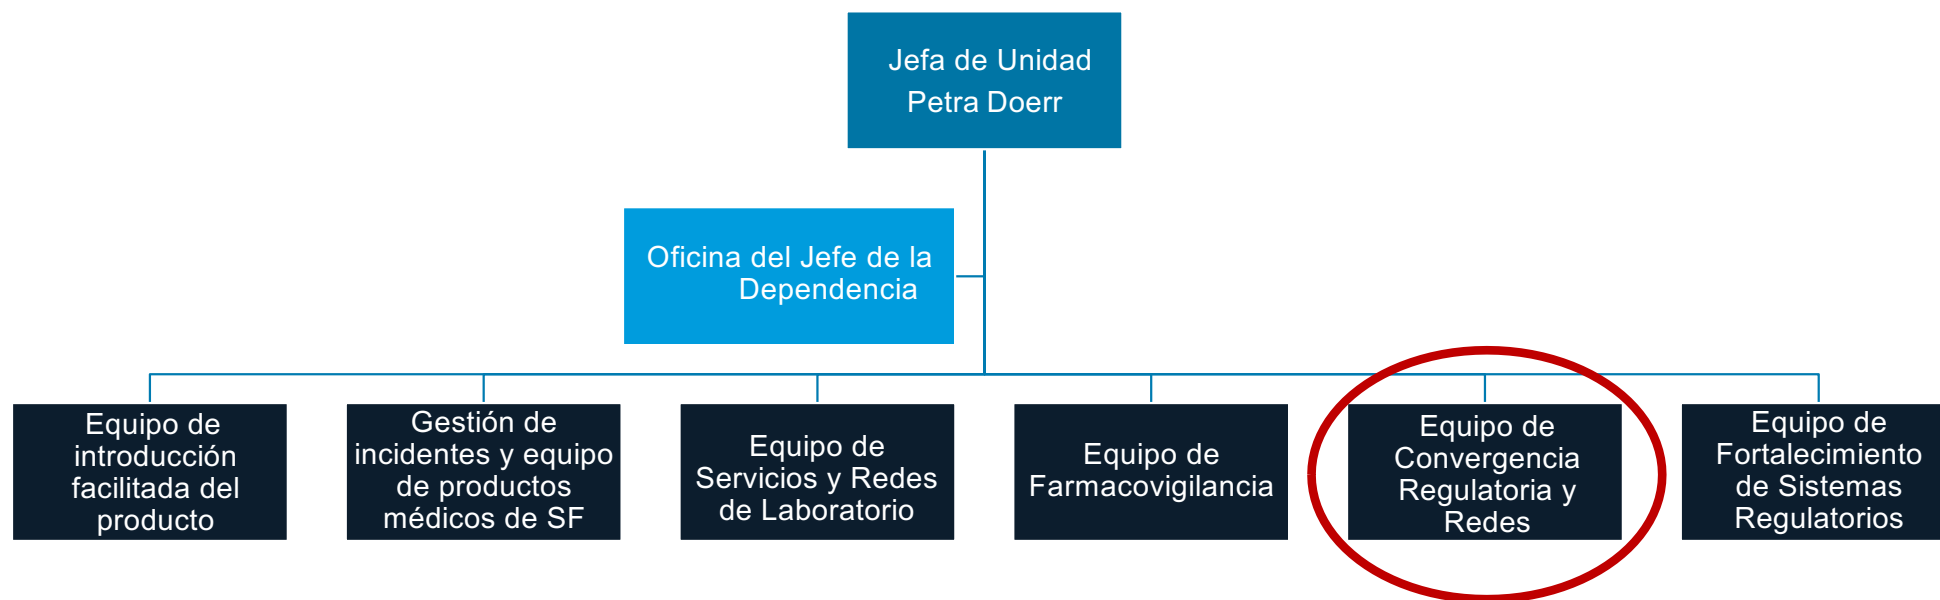 Jefa de Unidad
Petra Doerr
Oficina del Jefe de la
Dependencia
Equipo de
introducción
facilitada del
producto
Gestión de
incidentes y equipo
de productos
médicos de SF
Equipo de
Servicios y Redes
de Laboratorio
Equipo de
Farmacovigilancia
Equipo de
Convergencia
Regulatoria y
Redes
Equipo de
Fortalecimiento
de Sistemas
Regulatorios